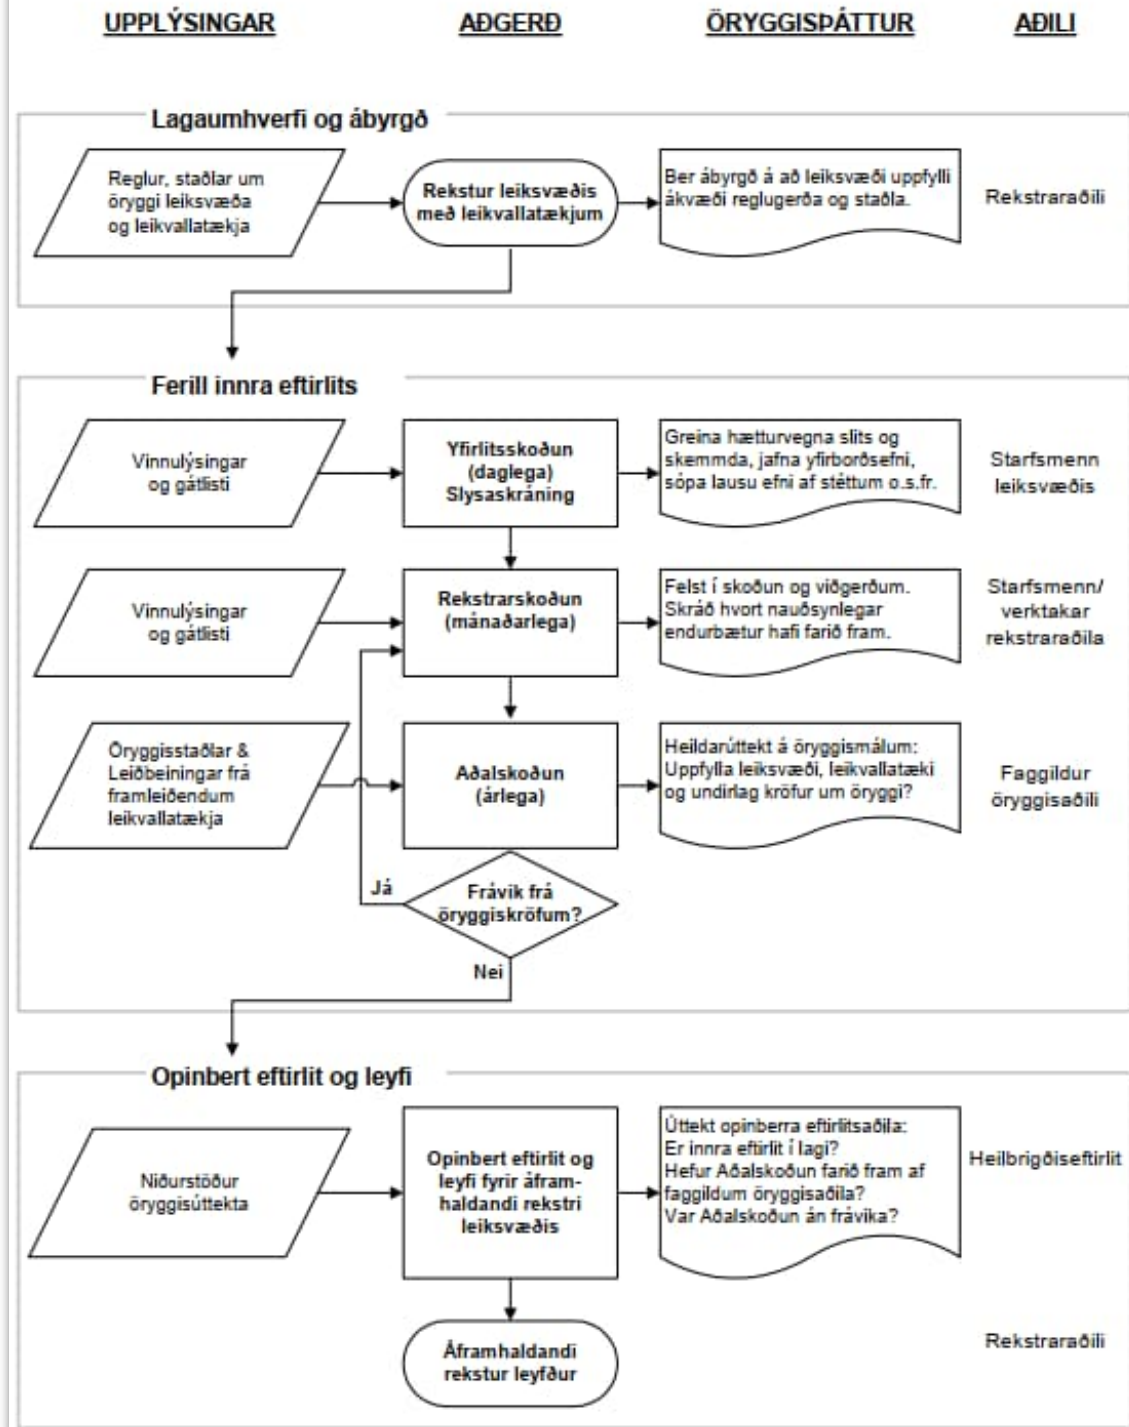 UPPLÝSINGAR
AÐGERÐ
ÖRYGGISÞÁTTUR
AÐILI
Lagaumhverfi og ábyrgð
Reglur, staðlar um
öryggi leiksvæða
og leikvallatækja
Rekstur leiksvæðis
með leikvallatækjum
Ber ábyrgð á að leiksvæði uppfylli
ákvæði reglugerða og staðla.
Rekstraraðili
Ferill innra eftirlits
Vinnulýsingar
og gátlisti
Yfirlitsskoðun
(daglega)
Slysaskráning
Greina hætturvegna slits og
skemmda, jafna yfirborðsefni,
sópa lausu efni af stéttum o.s.fr.
Starfsmenn
leiksvæðis
Vinnulýsingar
og gátlisti
Rekstrarskoðun
(mánaðarlega)
Felst í skoðun og viðgerðum.
Skráð hvort nauðsynlegar
endurbætur hafi farið fram.
Starfsmenn/
verktakar
rekstraraðila
Öryggisstaðlar &
Leiðbeiningar frá
framleiðendum
leikvallatækja
Aðalskoðun
(árlega)
Heildarúttekt á öryggismálum:
Uppfylla leiksvæði, leikvallatæki
og undirlag kröfur um öryggi?
Faggildur
öryggisaðili
Já
Frávik frá
öryggiskröfum?
Nei
Opinbert eftirlit og leyfi
Niðurstöður
öryggisúttekta
Opinbert eftirlit og
leyfi fyrir áfram-
haldandi rekstri
leiksvæðis
Úttekt opinberra eftirlitsaðila:
Er innra eftirlit í lagi?
Hefur Aðalskoðun farið fram af
faggildum öryggisaðila?
Var Aðalskoðun án frávika?
Heilbrigðiseftirlit
Áframhaldandi
rekstur leyfður
Rekstraraðili